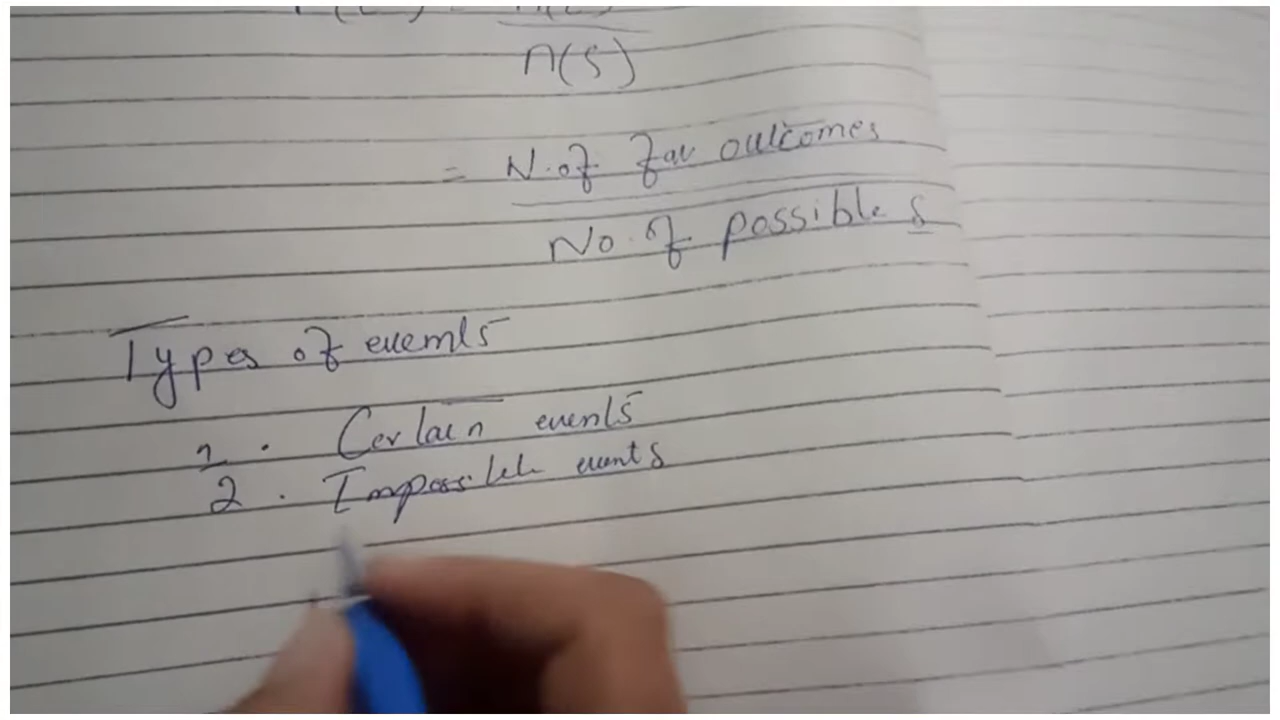 n(s)
= N.of fav outcomes
No.of possible s
Types of events
1. Certain events
2. Impossible events